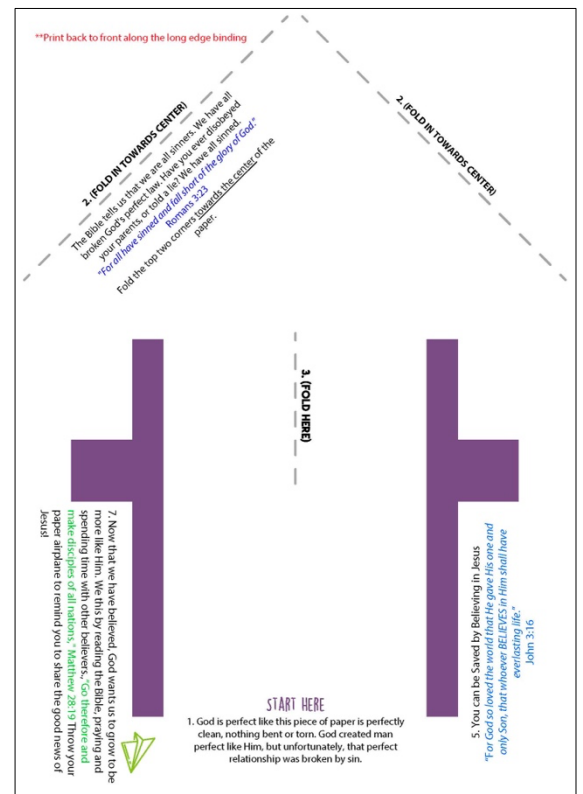 **Print back to front along the long edge binding
2. (FOLD IN TOWARDS CENTER)
The Bible tells us that we are all sinners. We have all
broken God's perfect law. Have you ever disobeyed
your parents, or told a lie? We have all sinned.
"For all have sinned and fall short of the glory of God."
Romans 3:23
Fold the top two corners towards the center of the
paper.
2. (FOLD IN TOWARDS CENTER)
3. (FOLD HERE)
7. Now that we have believed, God wants us to grow to be
more like Him. We this by reading the Bible, praying and
spending time with other believers. "Go therefore and
make disciples of all nations," Matthew 28:19 Throw your
paper airplane to remind you to share the good news of
Jesus!
START HERE
1. God is perfect like this piece of paper is perfectly
clean, nothing bent or torn. God created man
perfect like Him, but unfortunately, that perfect
relationship was broken by sin.
5. You can be Saved by Believing in Jesus
"For God so loved the world that He gave His one and
only Son, that whoever BELIEVES in Him shall have
everlasting life."
John 3:16